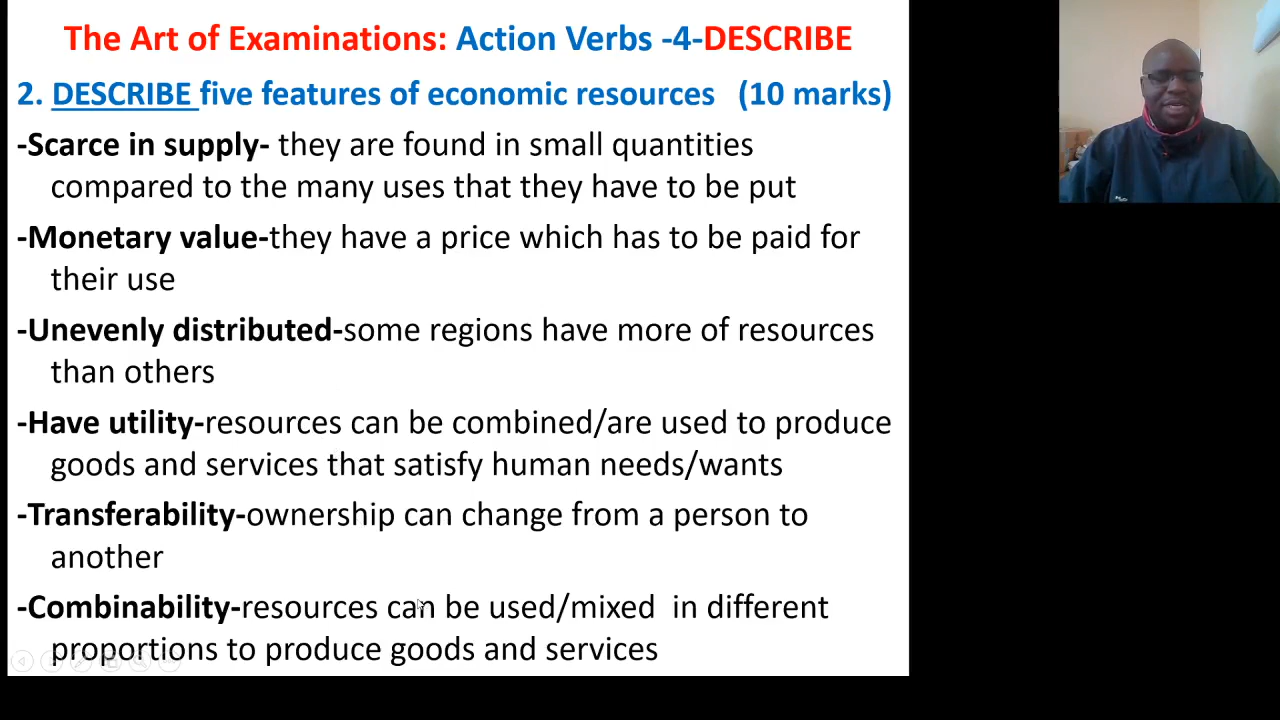 The Art of Examinations: Action Verbs -4-DESCRIBE
2. DESCRIBE five features of economic resources (10 marks)
-Scarce in supply- they are found in small quantities
compared to the many uses that they have to be put
-Monetary value-they have a price which has to be paid for
their use
-Unevenly distributed-some regions have more of resources
than others
-Have utility-resources can be combined/are used to produce
goods and services that satisfy human needs/wants
-Transferability-ownership can change from a person to
another
-Combinability-resources can be used/mixed in different
proportions to produce goods and services